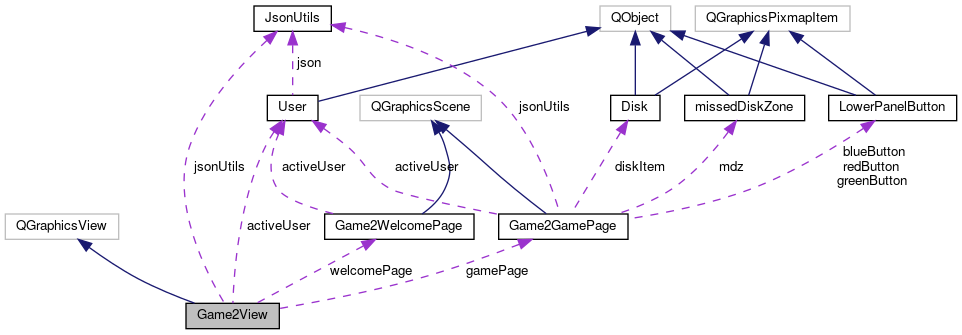 JsonUtils
QObject
QGraphicsPixmapItem
json
User
QGraphicsScene
jsonUtils
Disk
missedDiskZone
LowerPanelButton
jsonUtils
activeUser
activeUser
diskItem
mdz
blueButton
redButton
greenButton
QGraphicsView
activeUser
Game2WelcomePage
Game2GamePage
welcomePage
gamePage
Game2View